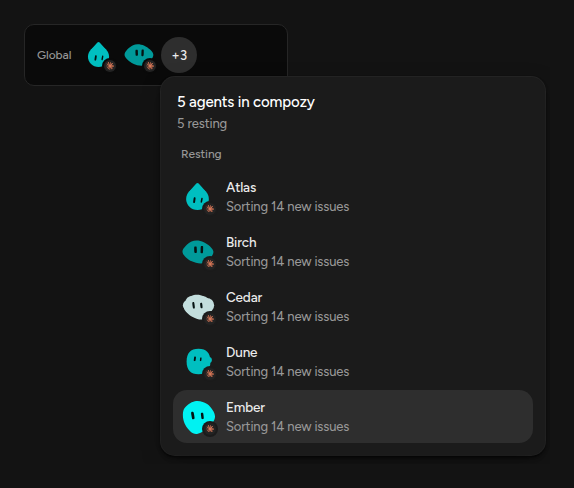 Global
+3
5 agents in compozy
5 resting
Resting
Atlas
Sorting 14 new issues
Birch
Sorting 14 new issues
Cedar
Sorting 14 new issues
Dune
Sorting 14 new issues
Ember
Sorting 14 new issues